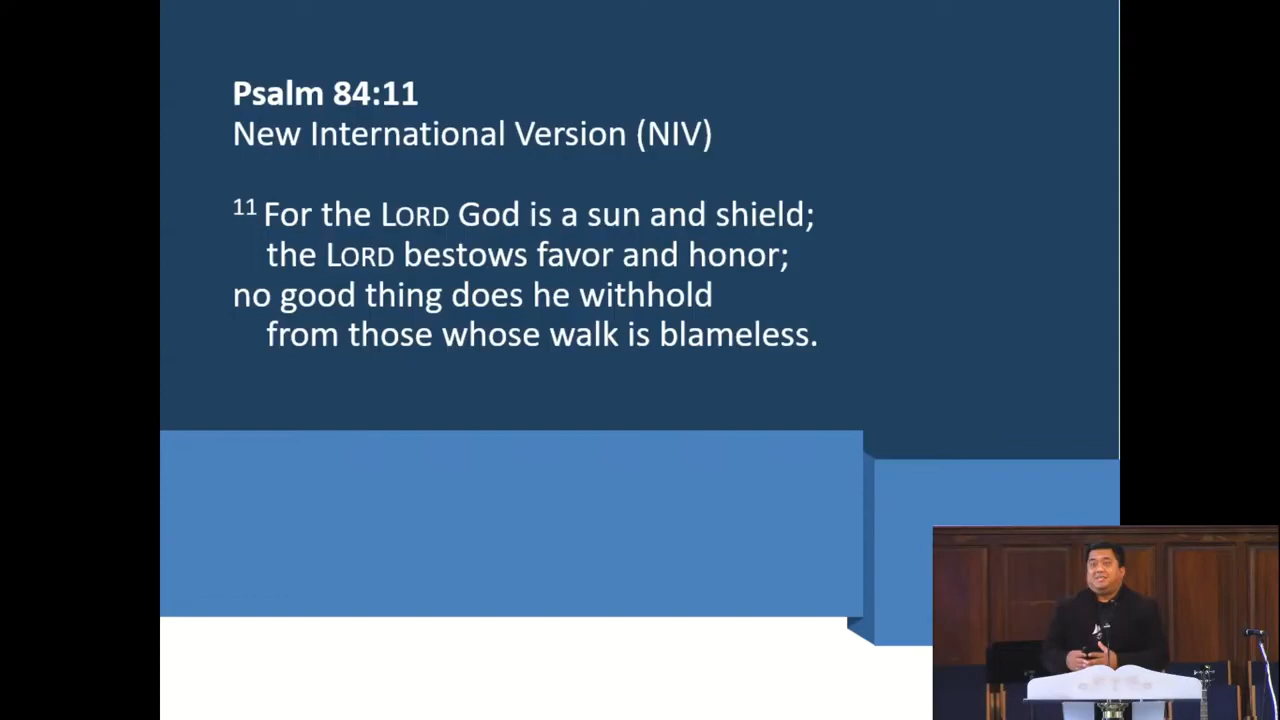 Psalm 84:11
New International Version (NIV)
11 For the LORD God is a sun and shield;
the LORD bestows favor and honor;
no good thing does he withhold
from those whose walk is blameless.